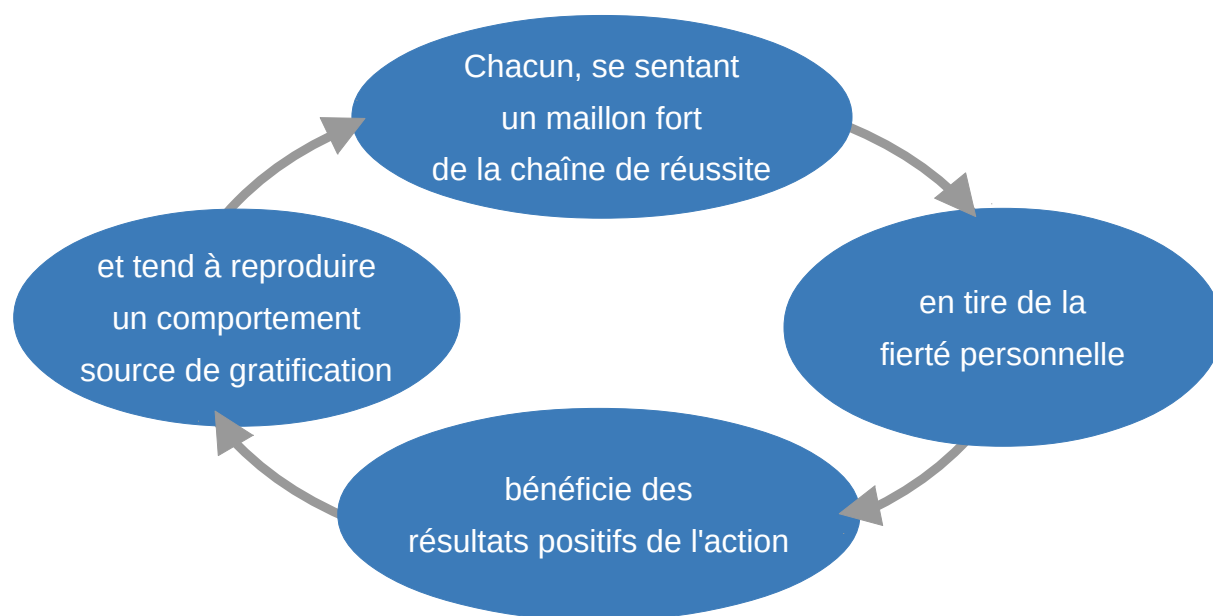 Chacun, se sentant
un maillon fort
de la chaîne de réussite
en tire de la
fierté personnelle
bénéficie des
résultats positifs de l'action
et tend à reproduire
un comportement
source de gratification